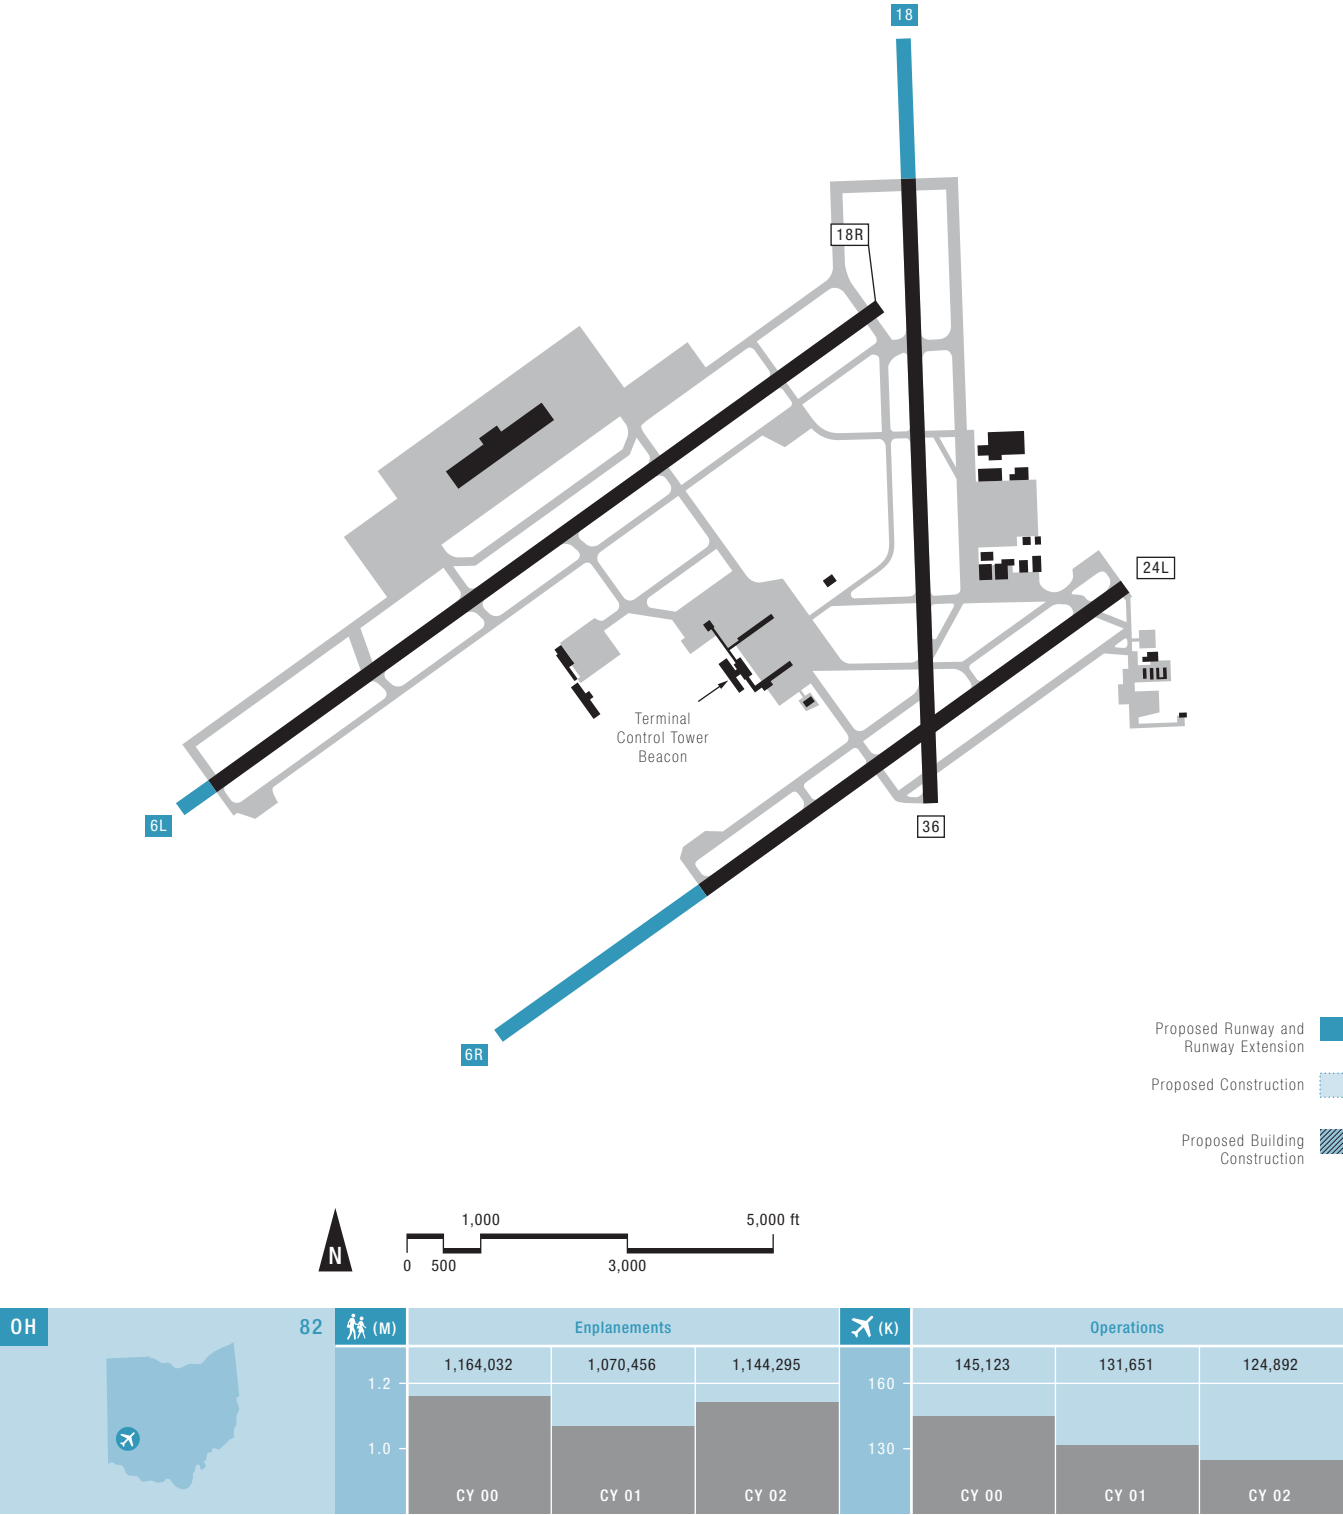 18
18R
24L
Terminal
Control Tower
Beacon
6L
36
6R
Proposed Runway and
Runway Extension
Proposed Construction
Proposed Building
Construction
1,000 5,000 ft
N
0 500 3,000
OH 82 (M) Enplanements (K) Operations
1,164,032 1,070,456 1,144,295 145,123 131,651 124,892
1.2 160
1.0 130
CY 00 CY 01 CY 02 CY 00 CY 01 CY 02